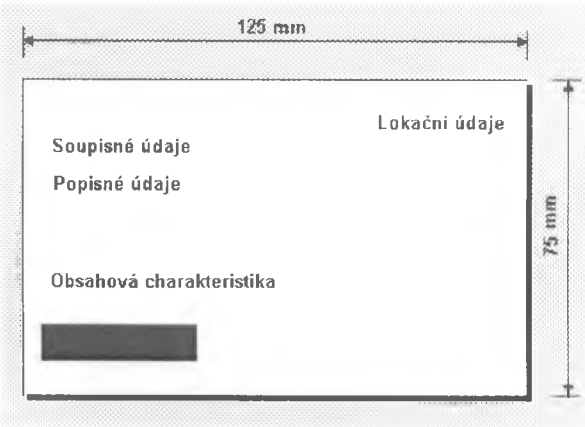 125 mm
Lokační údaje
Soupisné údaje
Popisné údaje
75 mm
Obsahová charakteristika